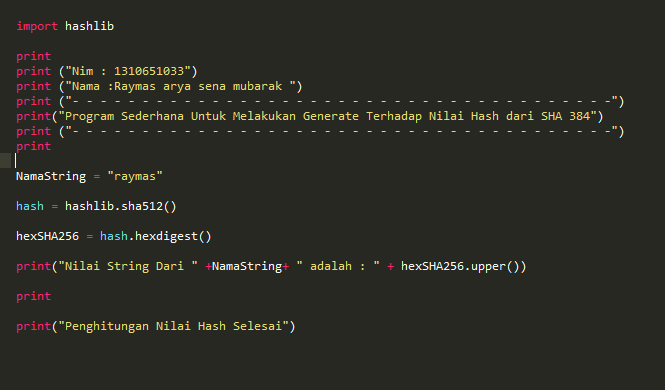 import hashlib
print
print ("Nim : 1310651033")
print ("Nama :Raymas arya sena mubarak ")
print ("- - - - - - - - - - - - - - - - - - - - - - - - - - - - - - - - - - - - - - -")
print("Program Sederhana Untuk Melakukan Generate Terhadap Nilai Hash dari SHA 384")
print ("- - - - - - - - - - - - - - - - - - - - - - - - - - - - - - - - - - - - - - -")
print
NamaString = "raymas"
hash = hashlib.sha512()
hexSHA256 = hash.hexdigest()
print("Nilai String Dari " +NamaString+ " adalah : " + hexSHA256.upper())
print
print("Penghitungan Nilai Hash Selesai")